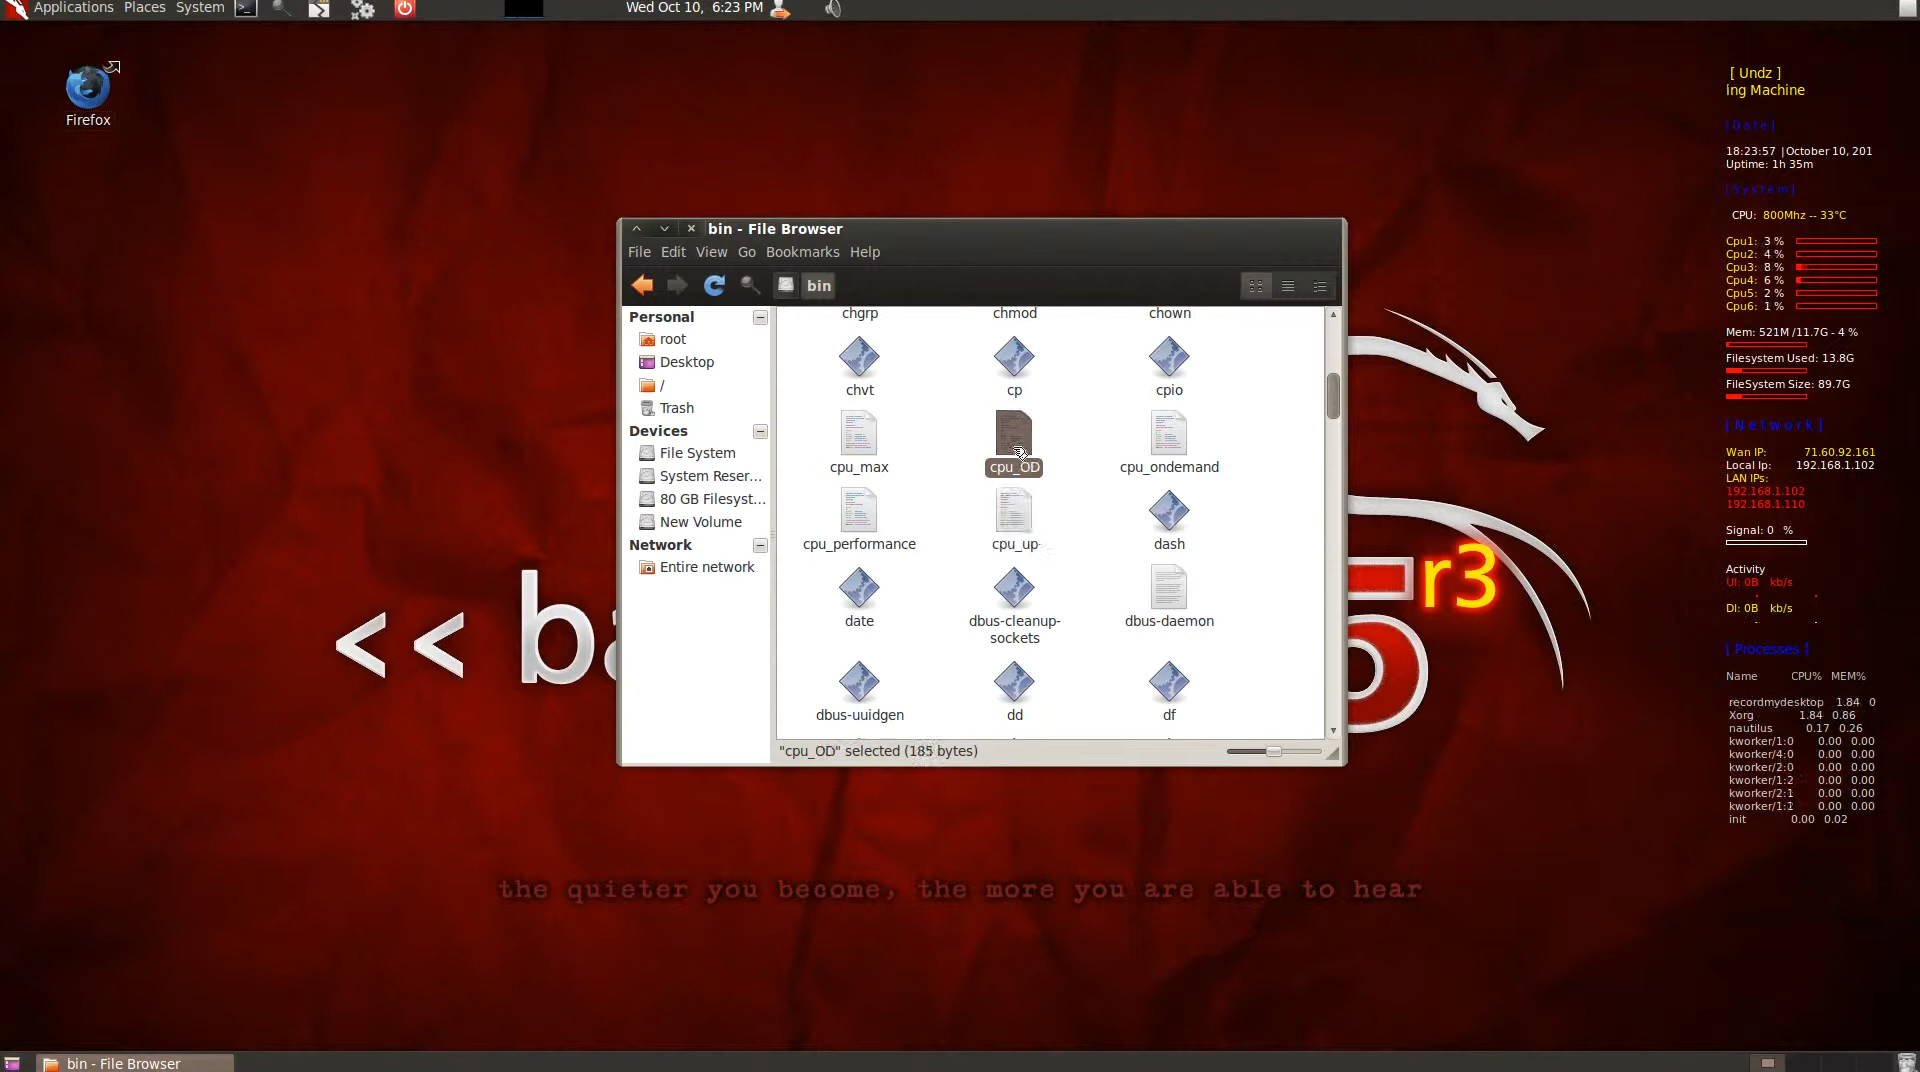 Applications Places System
Wed Oct 10, 6:23 PM
Firefox
bin - File Browser
File Edit View Go Bookmarks Help
bin
Personal
root
Desktop
/
Trash
Devices
File System
System Reser...
80 GB Filesyst...
New Volume
Network
Entire network
chgrp chmod chown
chvt cp cpio
cpu_max cpu_OD cpu_ondemand
cpu_performance cpu_up dash
date dbus-cleanup- dbus-daemon
sockets
dbus-uuidgen dd df
"cpu_OD" selected (185 bytes)
<< b
5
r3
the quieter you become, the more you are able to hear
[ Undz ]
Ing Machine
[Date]
18:23:57 |October 10, 201
Uptime: 1h 35m
[System]
CPU: 800Mhz -- 33°C
Cpu1: 3 %
Cpu2: 4 %
Cpu3: 8 %
Cpu4: 6 %
Cpu5: 2 %
Cpu6: 1 %
Mem: 521M /11.7G - 4 %
Filesystem Used: 13.8G
FileSystem Size: 89.7G
[Network]
Wan IP: 71.60.92.161
Local Ip: 192.168.1.102
LAN IPs:
192.168.1.102
192.168.1.110
Signal: 0 %
Activity
Ul: 0B kb/s
Dl: 0B kb/s
[ Processes ]
Name CPU% MEM%
recordmydesktop 1.84 0
Xorg 1.84 0.86
nautilus 0.17 0.26
kworker/1:0 0.00 0.00
kworker/4:0 0.00 0.00
kworker/2:0 0.00 0.00
kworker/1:2 0.00 0.00
kworker/2:1 0.00 0.00
kworker/1:1 0.00 0.00
init 0.00 0.02
bin - File Browser